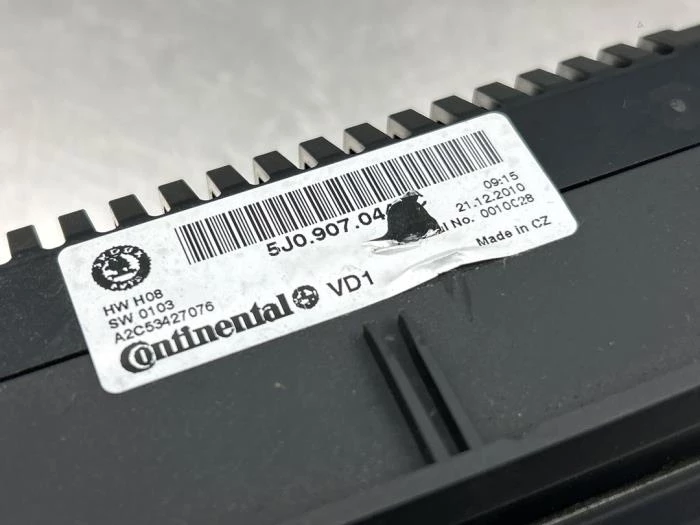 5J0.907.04
09:15
21.12.2010
l No. 0010C28
Made in CZ
HW H08
SW 0103
A2C53427076
Continental VD1